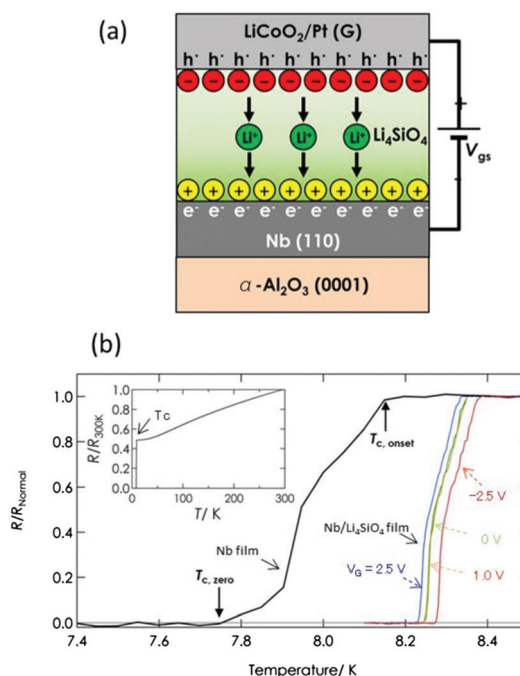 (a)
LiCoO₂/Pt (G)
h· h· h· h· h· h· h· h· h· h·
− − − − − − − − − −
Li⁺ Li⁺ Li⁺ Li₄SiO₄
+
Vgs
-
+ + + + + + + + + +
e⁻ e⁻ e⁻ e⁻ e⁻ e⁻ e⁻ e⁻ e⁻ e⁻
Nb (110)
α-Al₂O₃ (0001)
(b)
R/RNormal
1.0
0.8
0.6
0.4
0.2
0.0
R/R300K
1.0
0.8
0.6
0.4
0.2
0.0
Tc
0 100 200 300
T/ K
Tc, onset
−2.5 V
Nb/Li₄SiO₄ film
0 V
Nb film
VG = 2.5 V
1.0 V
Tc, zero
7.4 7.6 7.8 8.0 8.2 8.4
Temperature/ K